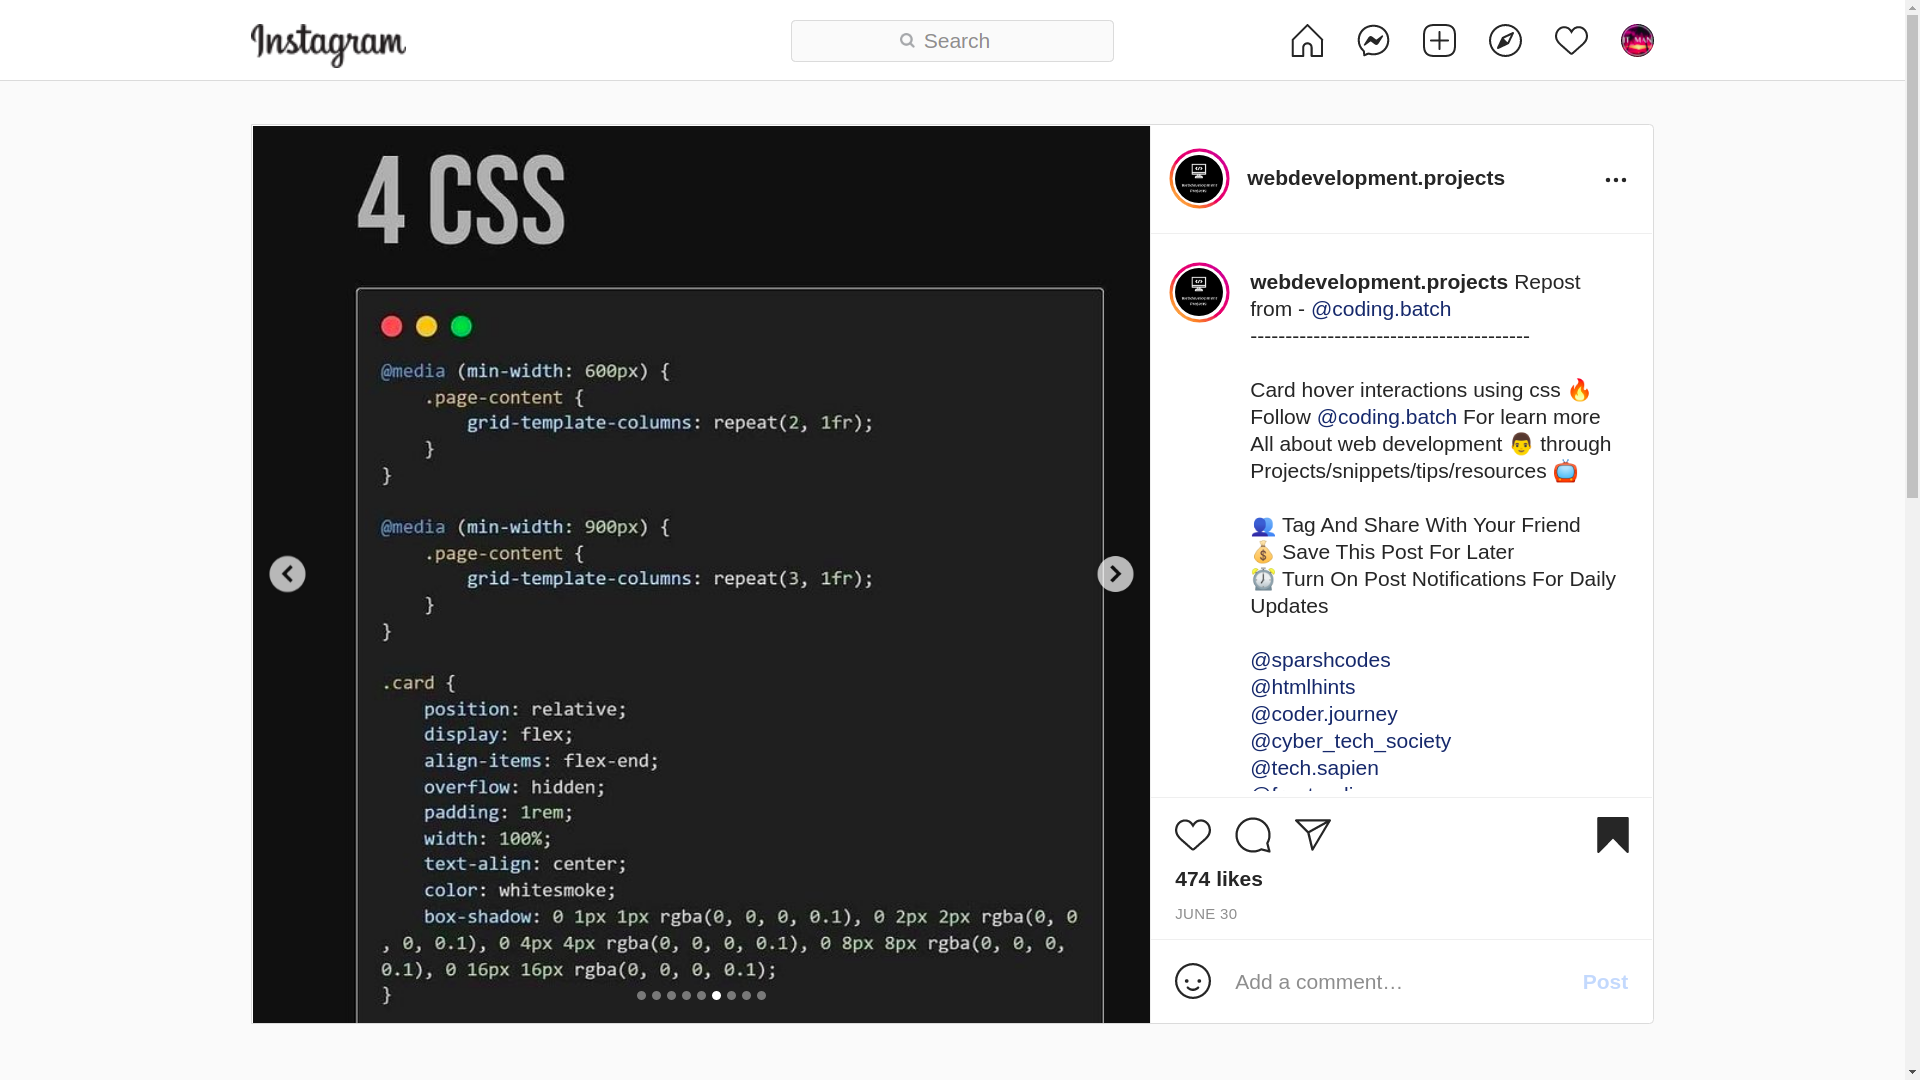 Instagram
Search
4 CSS
@media (min-width: 600px) {
.page-content {
grid-template-columns: repeat(2, 1fr);
}
}
@media (min-width: 900px) {
.page-content {
grid-template-columns: repeat(3, 1fr);
}
}
.card {
position: relative;
display: flex;
align-items: flex-end;
overflow: hidden;
padding: 1rem;
width: 100%;
text-align: center;
color: whitesmoke;
box-shadow: 0 1px 1px rgba(0, 0, 0, 0.1), 0 2px 2px rgba(0, 0
, 0, 0.1), 0 4px 4px rgba(0, 0, 0, 0.1), 0 8px 8px rgba(0, 0, 0,
0.1), 0 16px 16px rgba(0, 0, 0, 0.1);
}
webdevelopment.projects
webdevelopment.projects Repost
from - @coding.batch
----------------------------------------
Card hover interactions using css 🔥
Follow @coding.batch For learn more
All about web development 👨 through
Projects/snippets/tips/resources 📺
👥 Tag And Share With Your Friend
💰 Save This Post For Later
⏰ Turn On Post Notifications For Daily
Updates
@sparshcodes
@htmlhints
@coder.journey
@cyber_tech_society
@tech.sapien
474 likes
JUNE 30
Add a comment…
Post